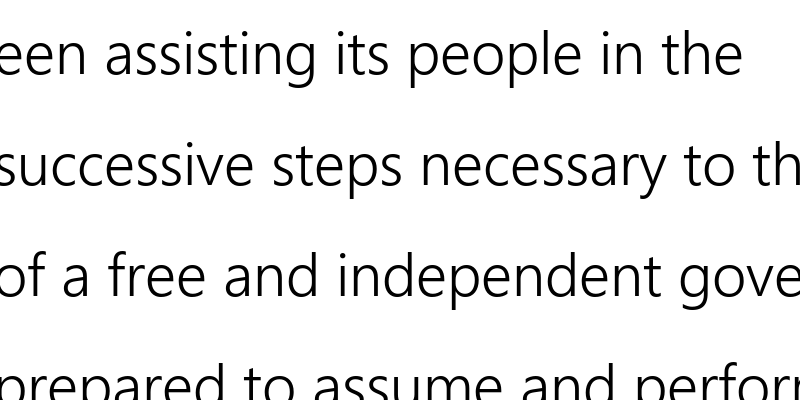 een assisting its people in the
successive steps necessary to th
of a free and independent gove
prepared to assume and perfor